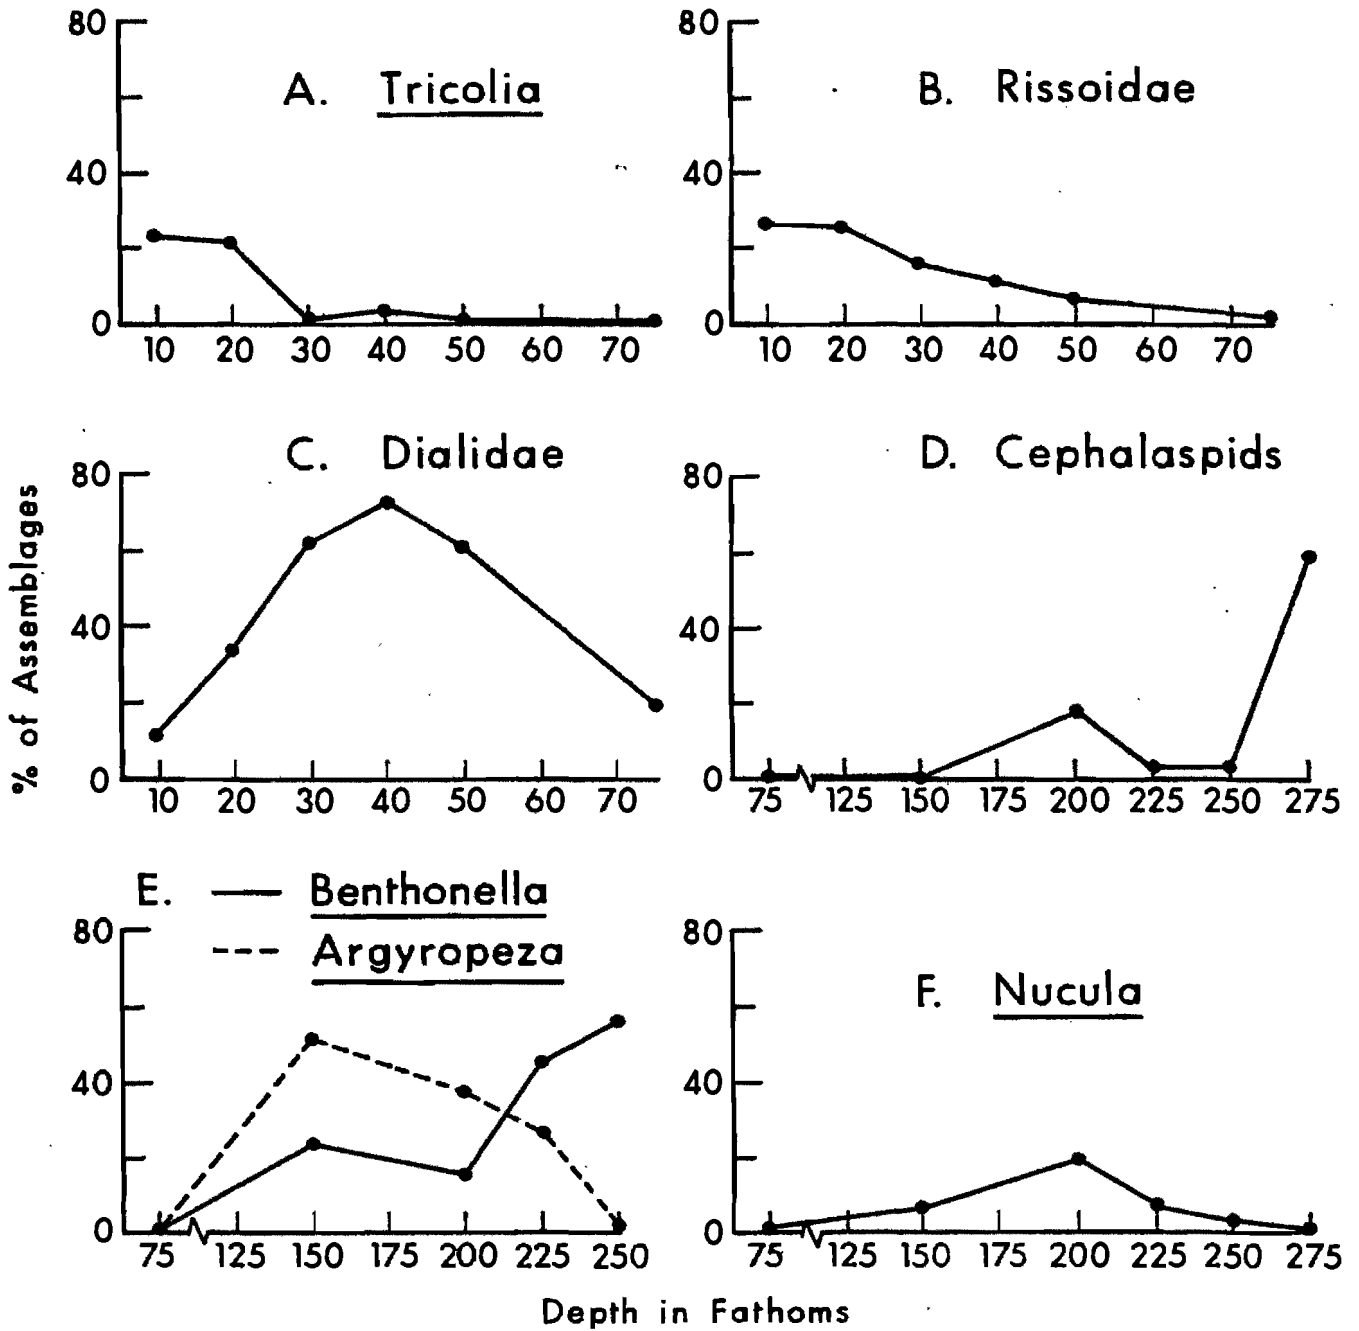 A. Tricolia
80
40
0
10 20 30 40 50 60 70
B. Rissoidae
80
40
0
10 20 30 40 50 60 70
C. Dialidae
80
40
0
10 20 30 40 50 60 70
D. Cephalaspids
80
40
0
75 125 150 175 200 225 250 275
E. Benthonella
Argyropeza
80
40
0
75 125 150 175 200 225 250
F. Nucula
80
40
0
75 125 150 175 200 225 250 275
% of Assemblages
Depth in Fathoms